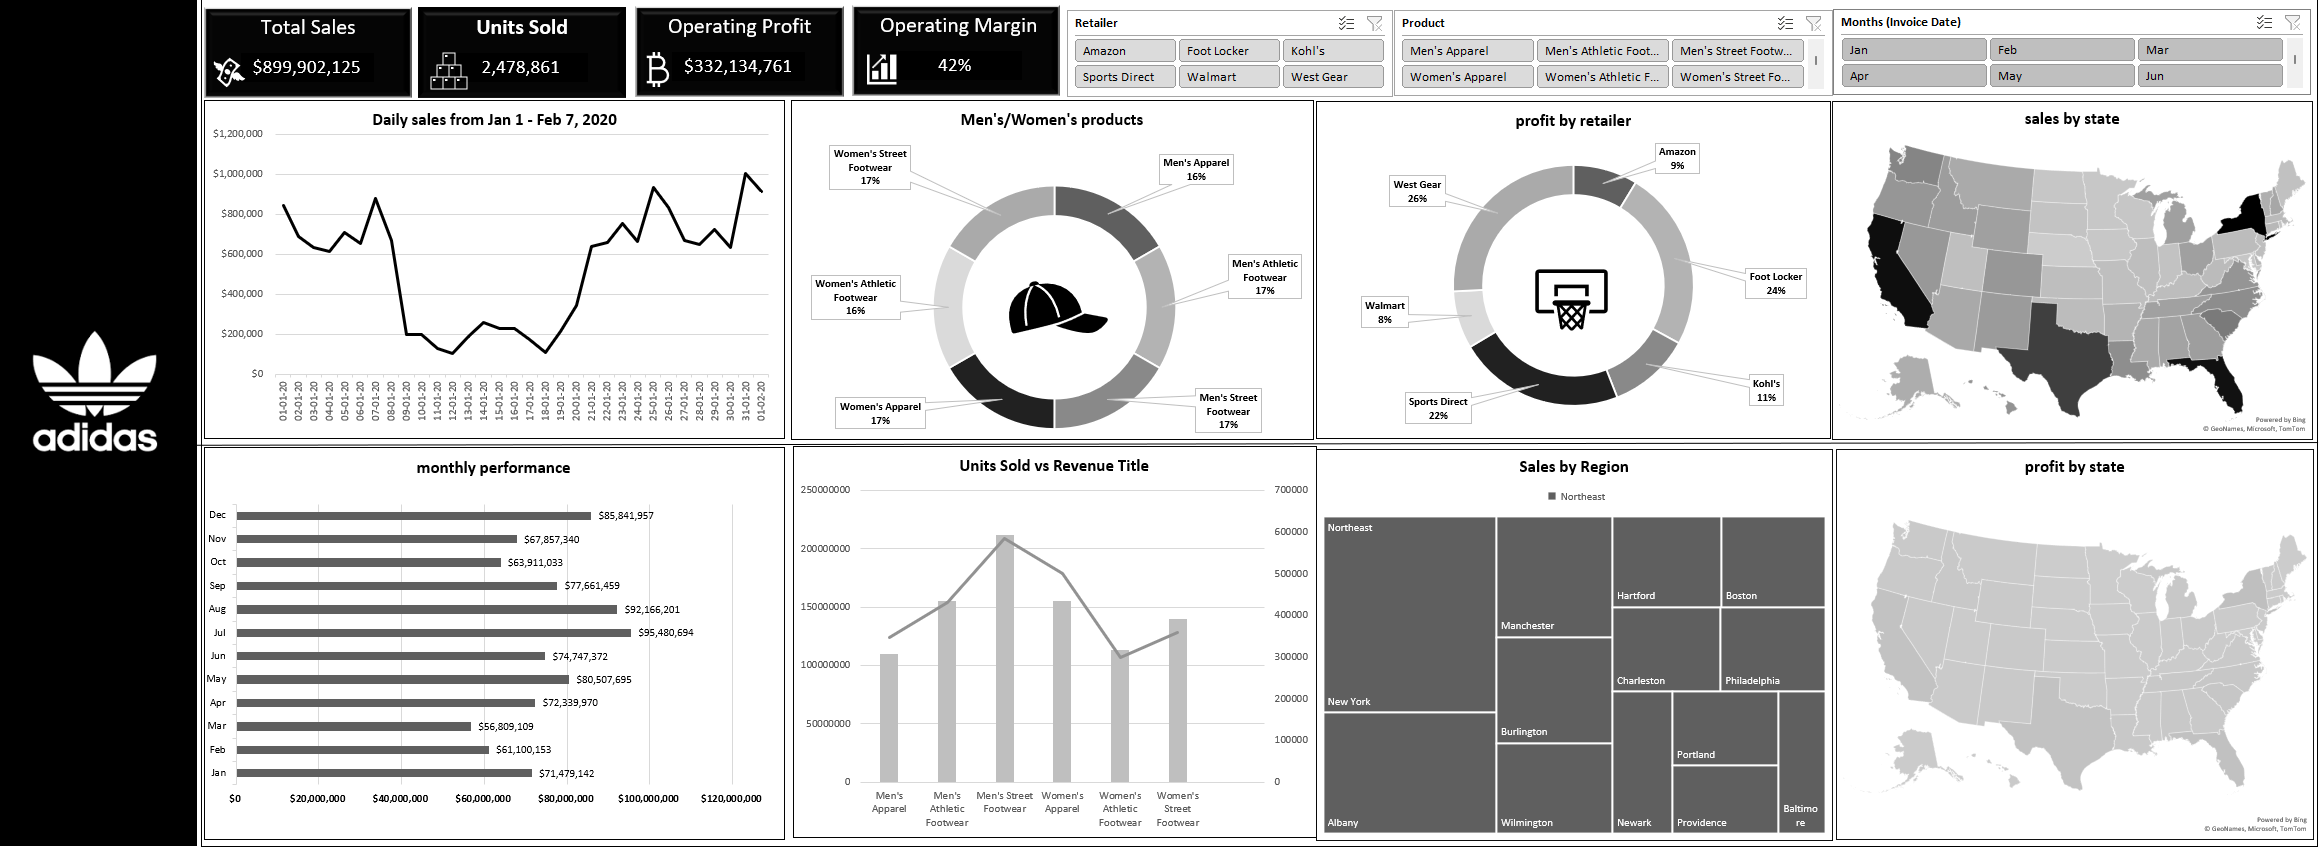 adidas
Total Sales
$899,902,125
Units Sold
2,478,861
Operating Profit
$332,134,761
Operating Margin
42%
Retailer
Amazon
Foot Locker
Kohl's
Sports Direct
Walmart
West Gear
Product
Men's Apparel
Men's Athletic Foot...
Men's Street Footw...
Women's Apparel
Women's Athletic F...
Women's Street Fo...
Months (Invoice Date)
Jan
Feb
Mar
Apr
May
Jun
Daily sales from Jan 1 - Feb 7, 2020
$1,200,000
$1,000,000
$800,000
$600,000
$400,000
$200,000
$0
01-01-20
02-01-20
03-01-20
04-01-20
05-01-20
06-01-20
07-01-20
08-01-20
09-01-20
10-01-20
11-01-20
12-01-20
13-01-20
14-01-20
15-01-20
16-01-20
17-01-20
18-01-20
19-01-20
20-01-20
21-01-20
22-01-20
23-01-20
24-01-20
25-01-20
26-01-20
27-01-20
28-01-20
29-01-20
30-01-20
31-01-20
01-02-20
Men's/Women's products
Women's Street
Footwear
17%
Men's Apparel
16%
Women's Athletic
Footwear
16%
Men's Athletic
Footwear
17%
Women's Apparel
17%
Men's Street
Footwear
17%
profit by retailer
Amazon
9%
West Gear
26%
Foot Locker
24%
Walmart
8%
Kohl's
11%
Sports Direct
22%
sales by state
Powered by Bing
© GeoNames, Microsoft, TomTom
monthly performance
Dec
$85,841,957
Nov
$67,857,340
Oct
$63,911,033
Sep
$77,661,459
Aug
$92,166,201
Jul
$95,480,694
Jun
$74,747,372
May
$80,507,695
Apr
$72,339,970
Mar
$56,809,109
Feb
$61,100,153
Jan
$71,479,142
$0
$20,000,000
$40,000,000
$60,000,000
$80,000,000
$100,000,000
$120,000,000
Units Sold vs Revenue Title
250000000
200000000
150000000
100000000
50000000
0
700000
600000
500000
400000
300000
200000
100000
0
Men's
Apparel
Men's
Athletic
Footwear
Men's Street
Footwear
Women's
Apparel
Women's
Athletic
Footwear
Women's
Street
Footwear
Sales by Region
Northeast
Northeast
New York
Albany
Manchester
Burlington
Wilmington
Hartford
Boston
Charleston
Philadelphia
Newark
Portland
Providence
Baltimo
re
profit by state
Powered by Bing
© GeoNames, Microsoft, TomTom